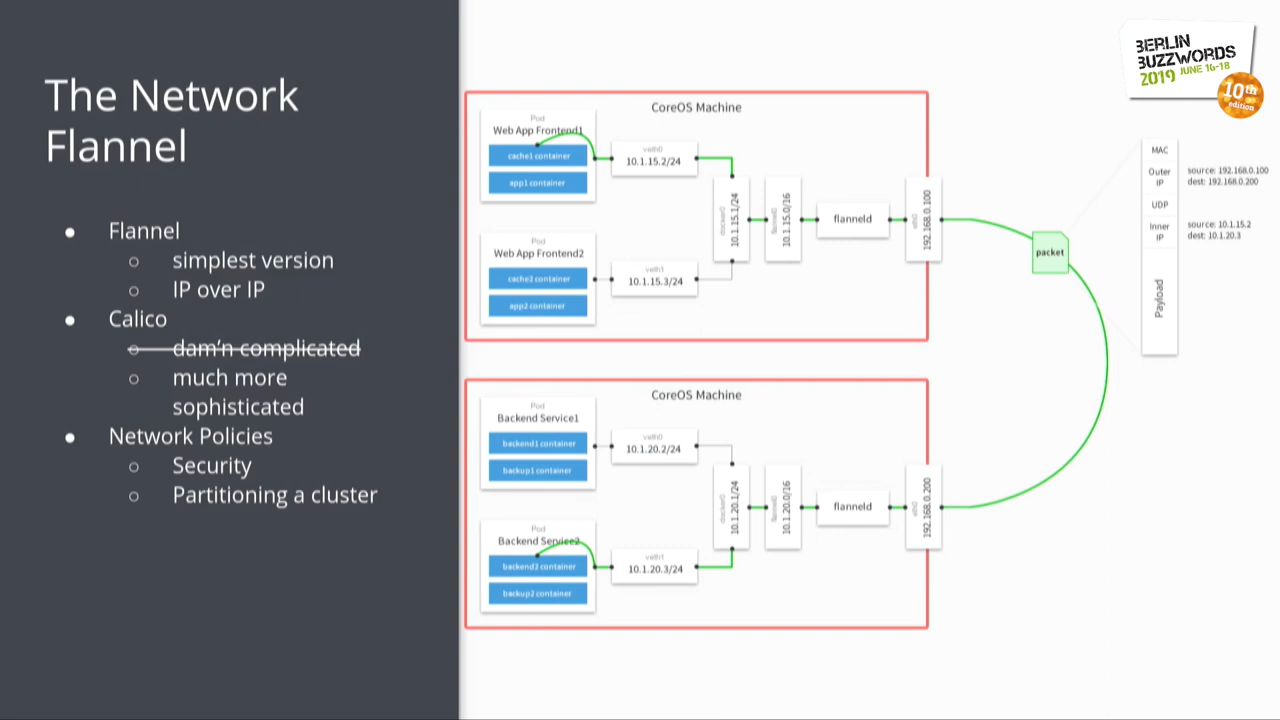 The Network
Flannel
● Flannel
○ simplest version
○ IP over IP
● Calico
○ dam'n complicated
○ much more
sophisticated
● Network Policies
○ Security
○ Partitioning a cluster
BERLIN
BUZZWORDS
2019 JUNE 16-18
10th
edition
CoreOS Machine
Pod
Web App Frontend1
cache1 container
app1 container
veth0
10.1.15.2/24
Pod
Web App Frontend2
cache2 container
app2 container
veth1
10.1.15.3/24
docker0
10.1.15.1/24
flannel0
10.1.15.0/16
flanneld
eth0
192.168.0.100
packet
MAC
Outer
IP
source: 192.168.0.100
dest: 192.168.0.200
UDP
Inner
IP
source: 10.1.15.2
dest: 10.1.20.3
Payload
CoreOS Machine
Pod
Backend Service1
backend1 container
backup1 container
veth0
10.1.20.2/24
Pod
Backend Service2
backend2 container
backup2 container
veth1
10.1.20.3/24
docker0
10.1.20.1/24
flannel0
10.1.20.0/16
flanneld
eth0
192.168.0.200